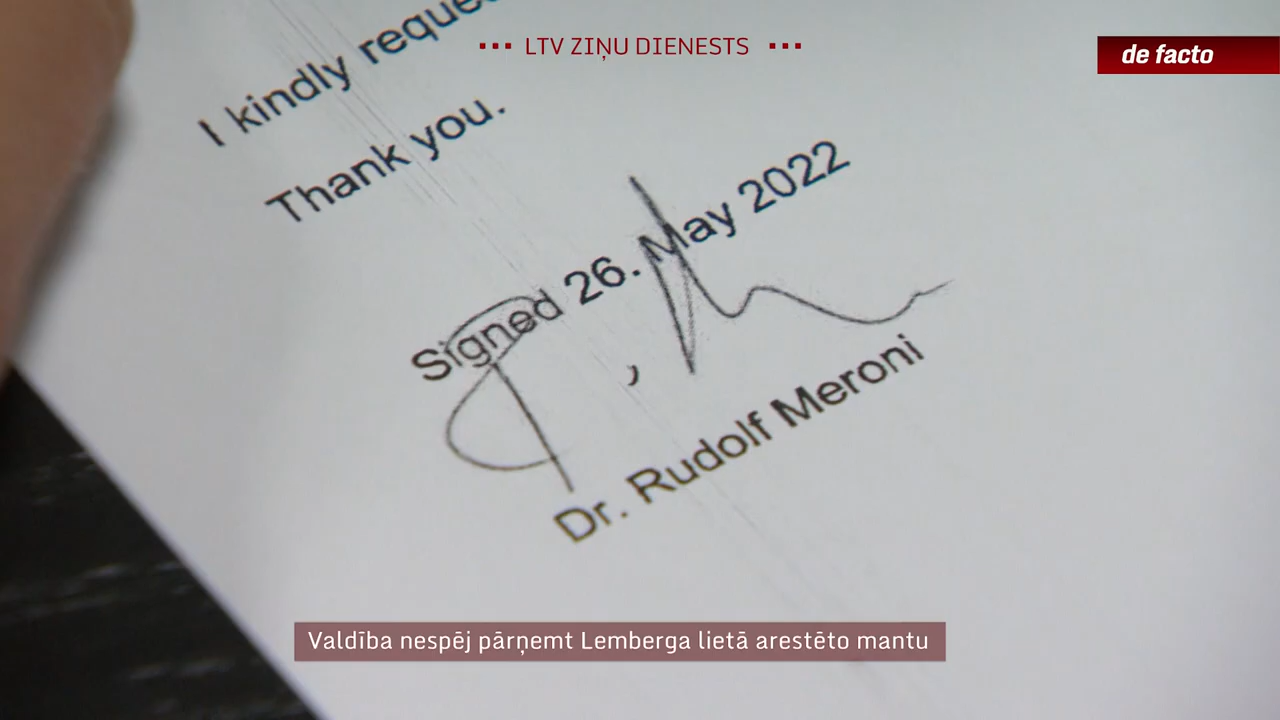 ••• LTV ZIŅU DIENESTS •••
de facto
I kindly
Thank you.
Signed 26. May 2022
Dr. Rudolf Meroni
Valdība nespēj pārņemt Lemberga lietā arestēto mantu